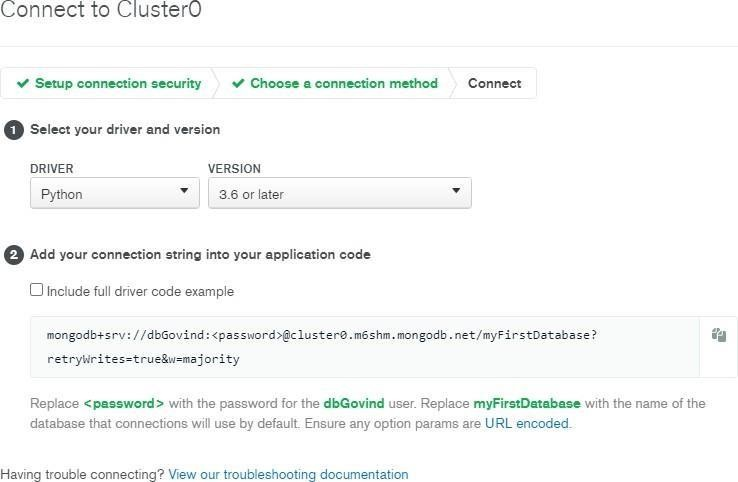 Connect to Cluster0
✔ Setup connection security ✔ Choose a connection method Connect
1 Select your driver and version
DRIVER VERSION
Python 3.6 or later
2 Add your connection string into your application code
Include full driver code example
mongodb+srv://dbGovind:<password>@cluster0.m6shm.mongodb.net/myFirstDatabase?
retryWrites=true&w=majority
Replace <password> with the password for the dbGovind user. Replace myFirstDatabase with the name of the
database that connections will use by default. Ensure any option params are URL encoded.
Having trouble connecting? View our troubleshooting documentation